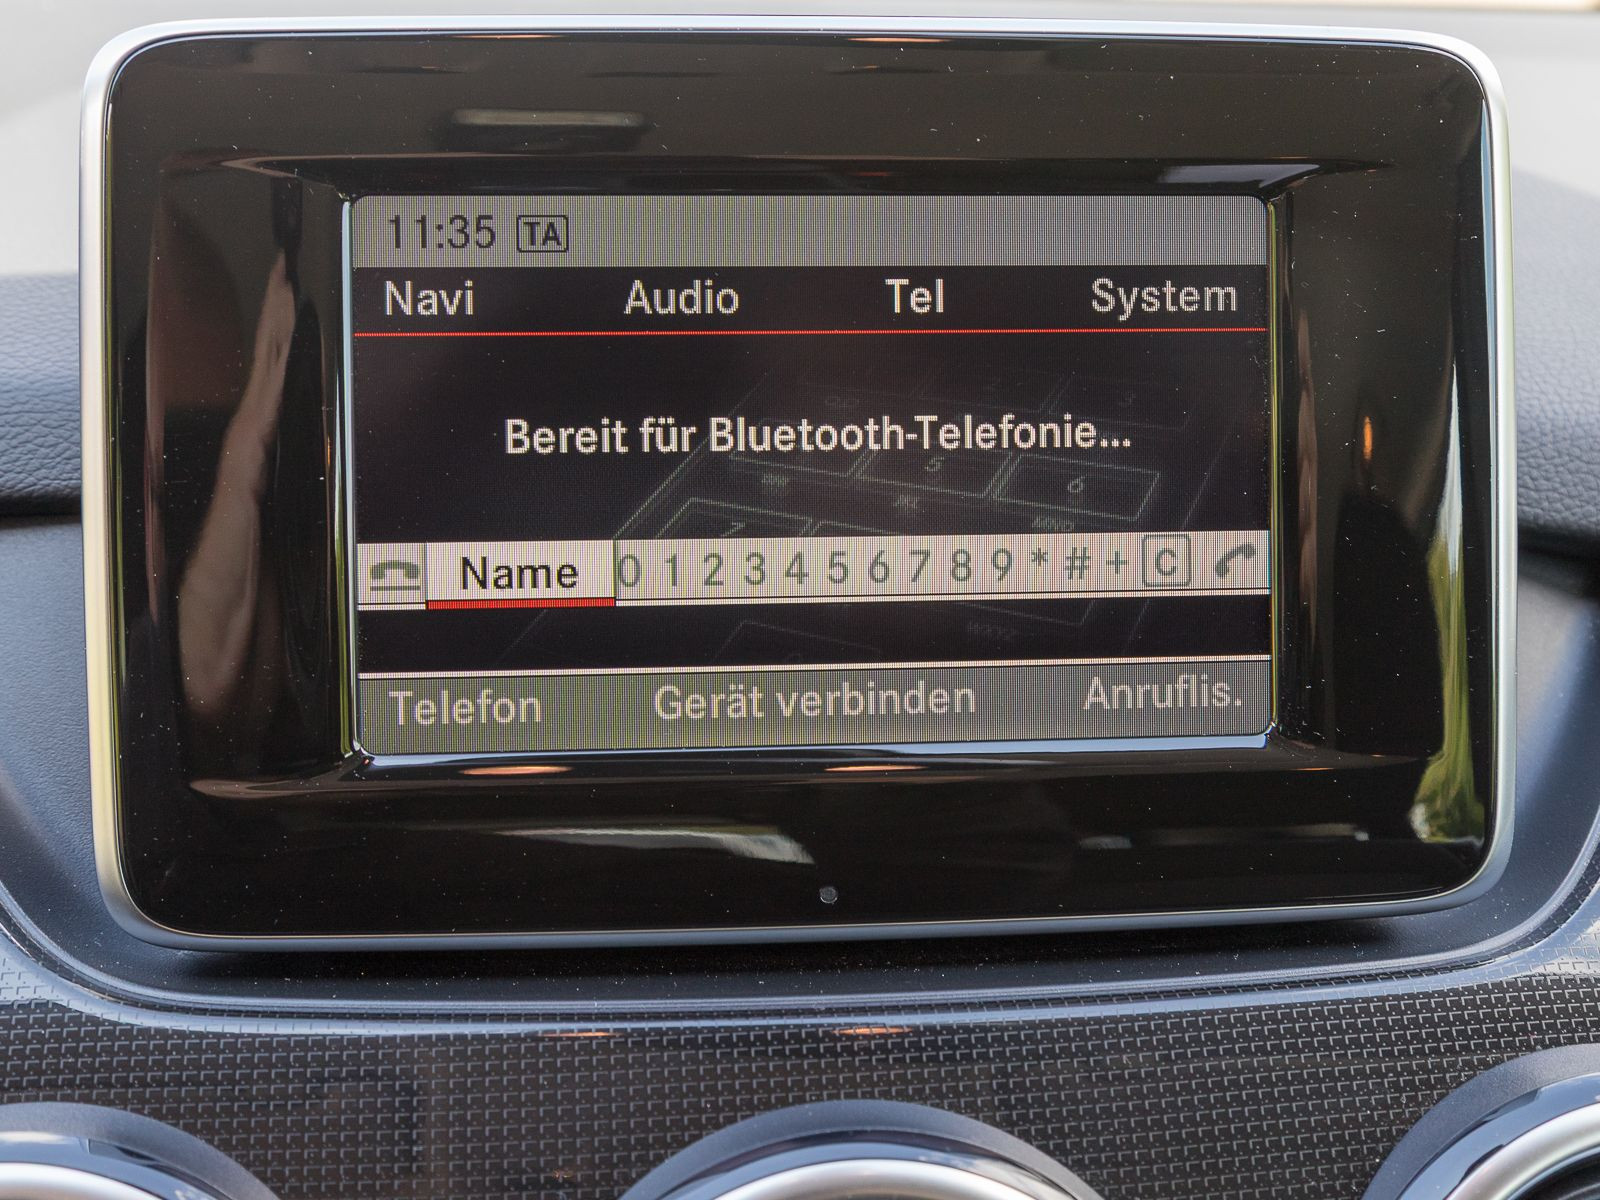 11:35 TA
Navi Audio Tel System
Bereit für Bluetooth-Telefonie...
Name 0 1 2 3 4 5 6 7 8 9 * # + C
Telefon Gerät verbinden Anruflis.